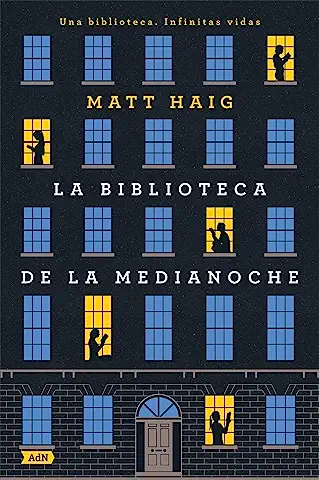 Una biblioteca. Infinitas vidas
MATT HAIG
LA BIBLIOTECA
DE LA MEDIANOCHE
AdN